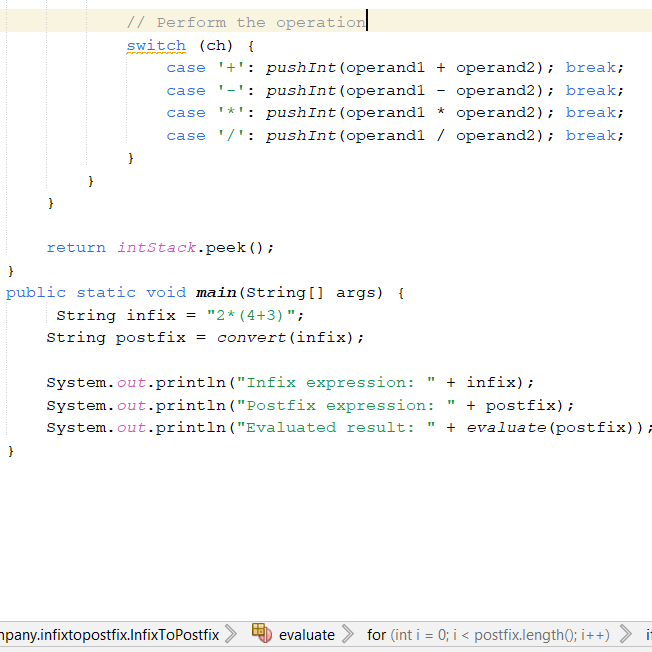 // Perform the operation
switch (ch) {
case '+': pushInt(operand1 + operand2); break;
case '-': pushInt(operand1 - operand2); break;
case '*': pushInt(operand1 * operand2); break;
case '/': pushInt(operand1 / operand2); break;
}
}
}
return intStack.peek();
}
public static void main(String[] args) {
String infix = "2*(4+3)";
String postfix = convert(infix);
System.out.println("Infix expression: " + infix);
System.out.println("Postfix expression: " + postfix);
System.out.println("Evaluated result: " + evaluate(postfix));
}
npany.infixtopostfix.InfixToPostfix evaluate for (int i = 0; i < postfix.length(); i++) if